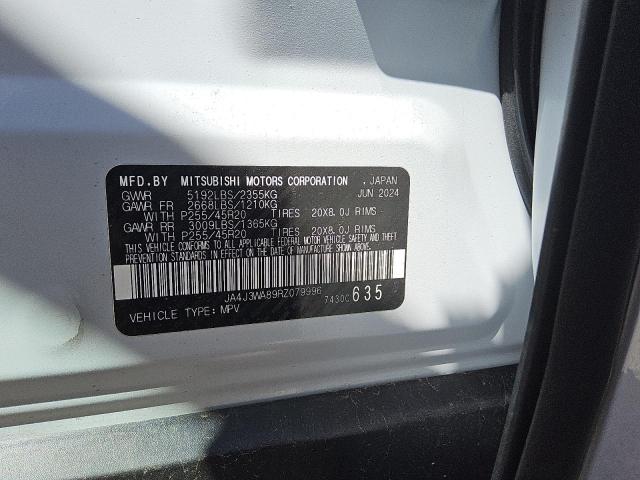 MFD.BY MITSUBISHI MOTORS CORPORATION . JAPAN
GVWR 5192LBS/2355KG JUN 2024
GAWR FR 2668LBS/1210KG
WITH P255/45R20 TIRES 20X8.0J RIMS
GAWR RR 3009LBS/1365KG
WITH P255/45R20 TIRES 20X8.0J RIMS
THIS VEHICLE CONFORMS TO ALL APPLICABLE FEDERAL MOTOR VEHICLE SAFETY AND THEFT
PREVENTION STANDARDS IN EFFECT ON THE DATE OF MANUFACTURE SHOWN ABOVE.
JA4J3WA89RZ079996 7430C 635
VEHICLE TYPE: MPV